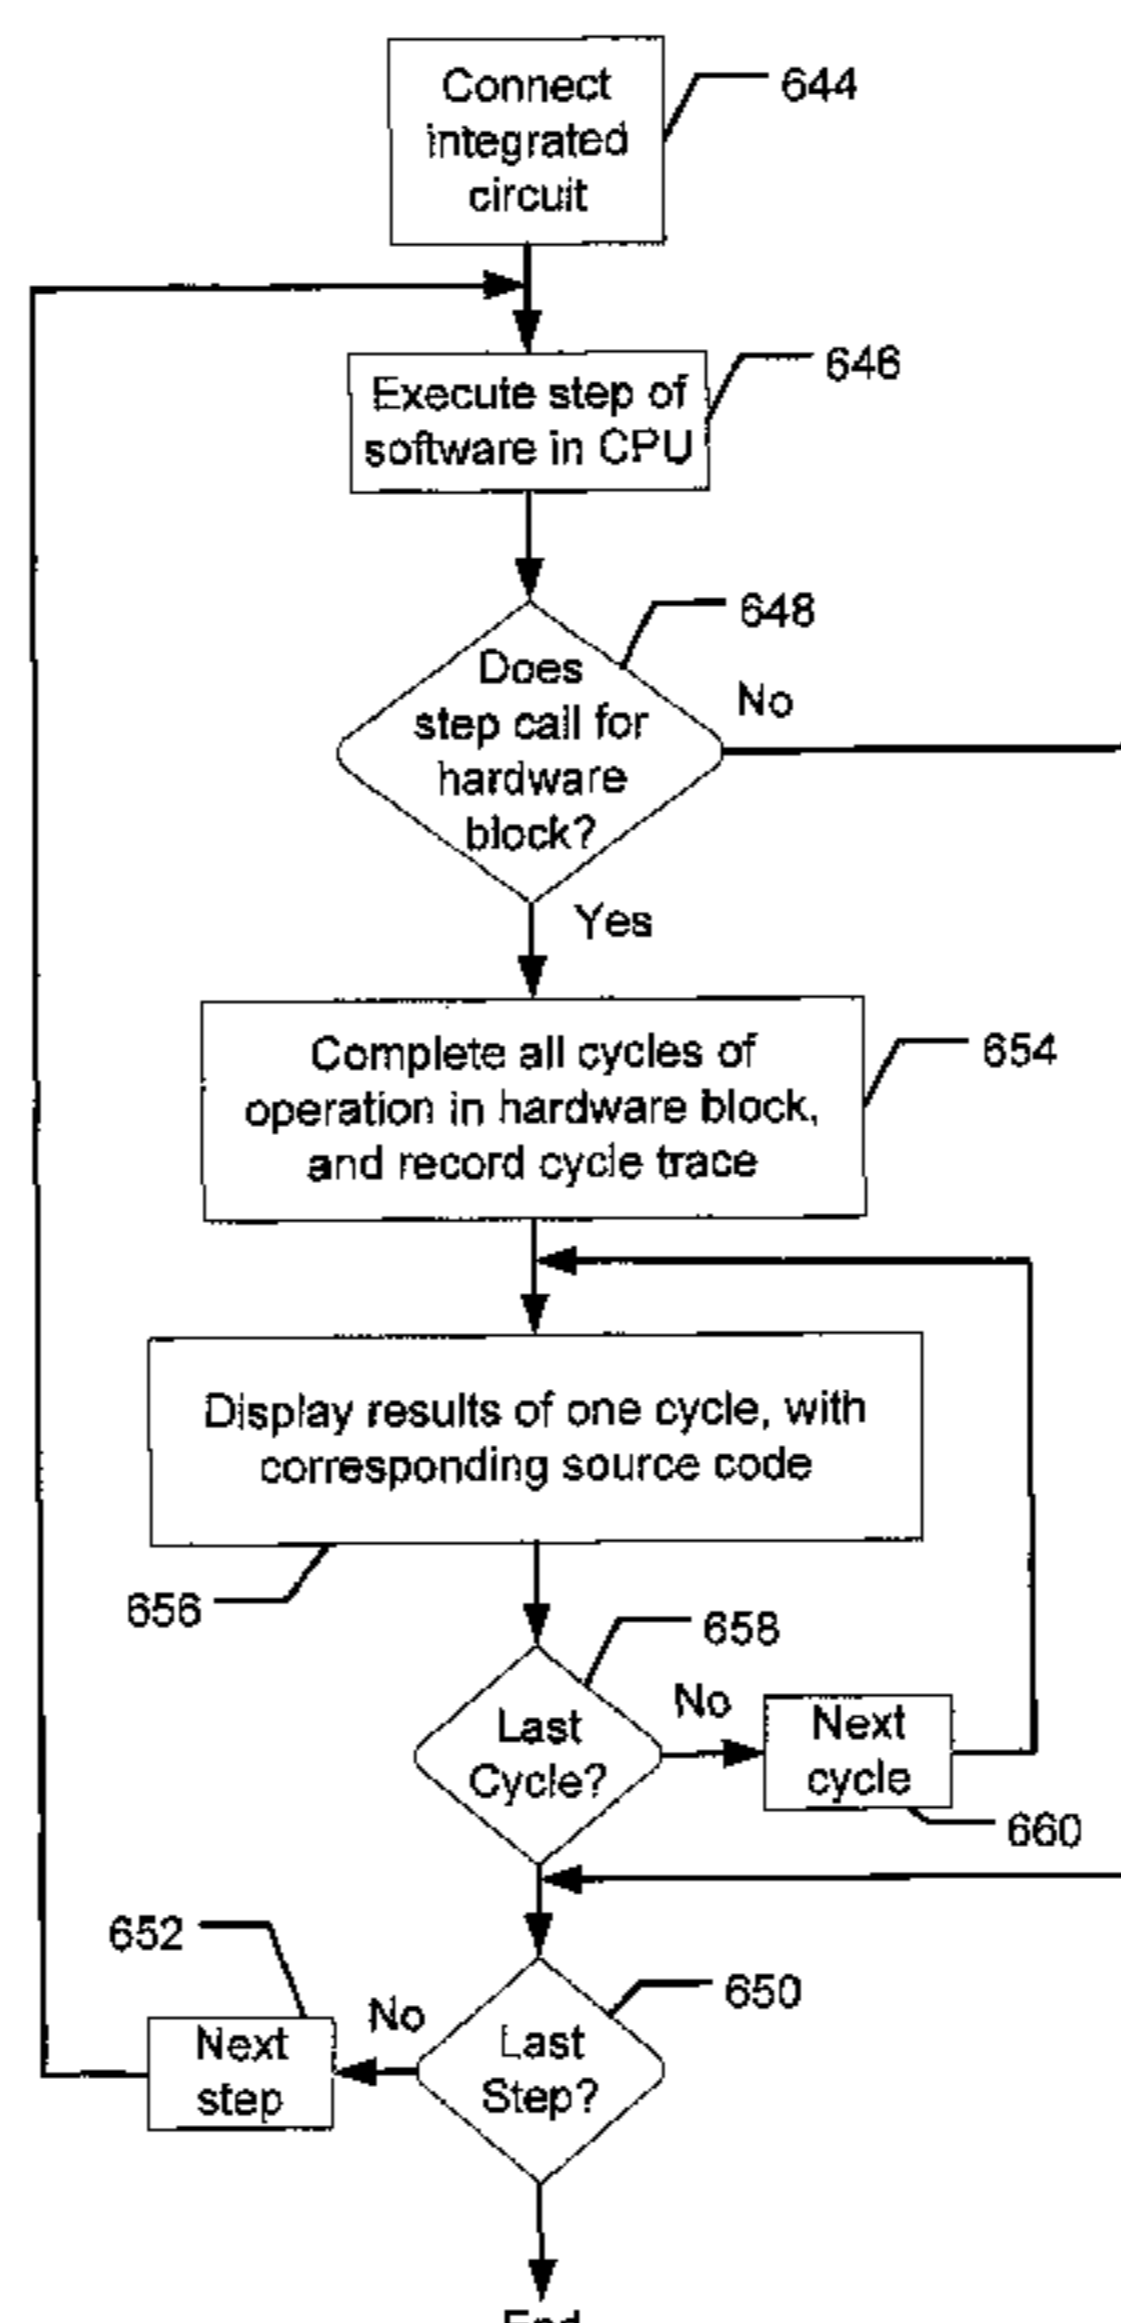 Connect
integrated
circuit
644
Execute step of
software in CPU
646
648
Does
step call for
hardware
block?
No
Yes
Complete all cycles of
operation in hardware block,
and record cycle trace
654
Display results of one cycle, with
corresponding source code
656
658
Last
Cycle?
No
Next
cycle
660
652
Next
step
No
650
Last
Step?
End